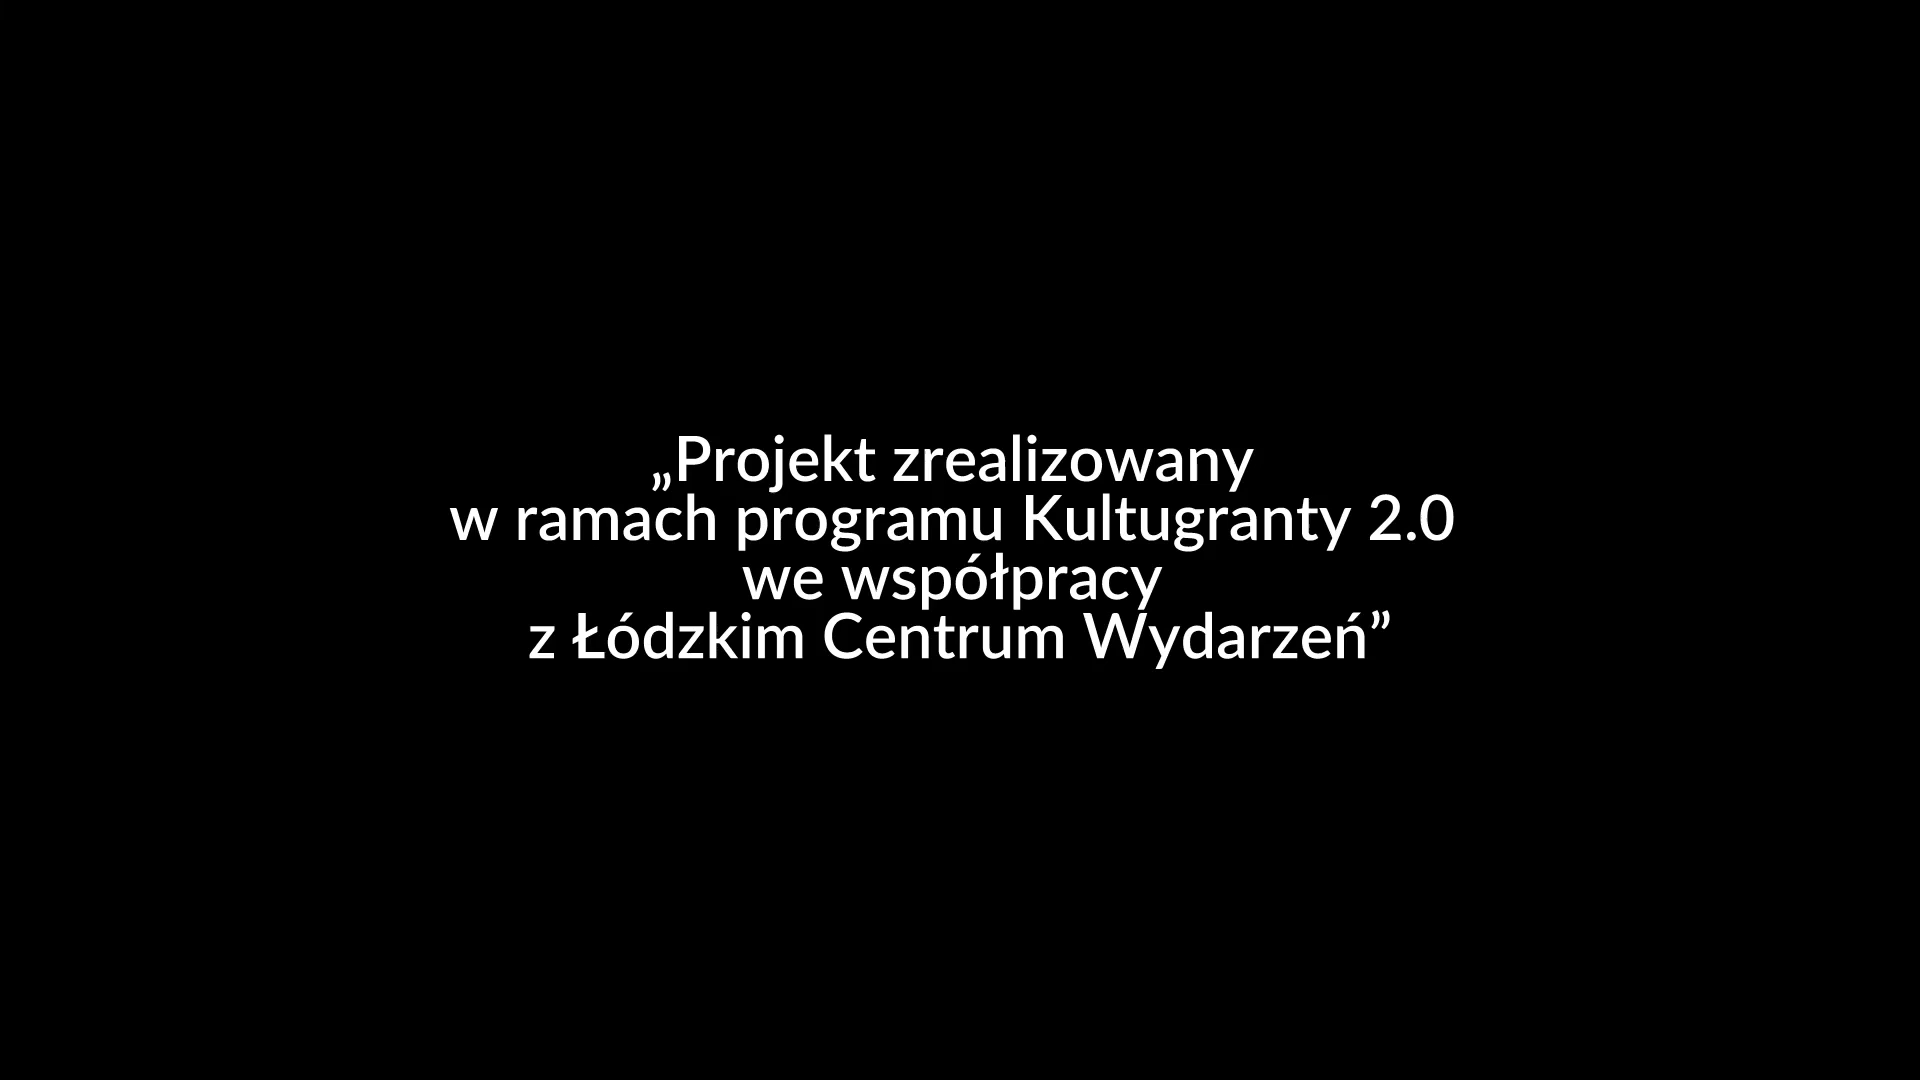 „Projekt zrealizowany
w ramach programu Kultugranty 2.0
we współpracy
z Łódzkim Centrum Wydarzeń”